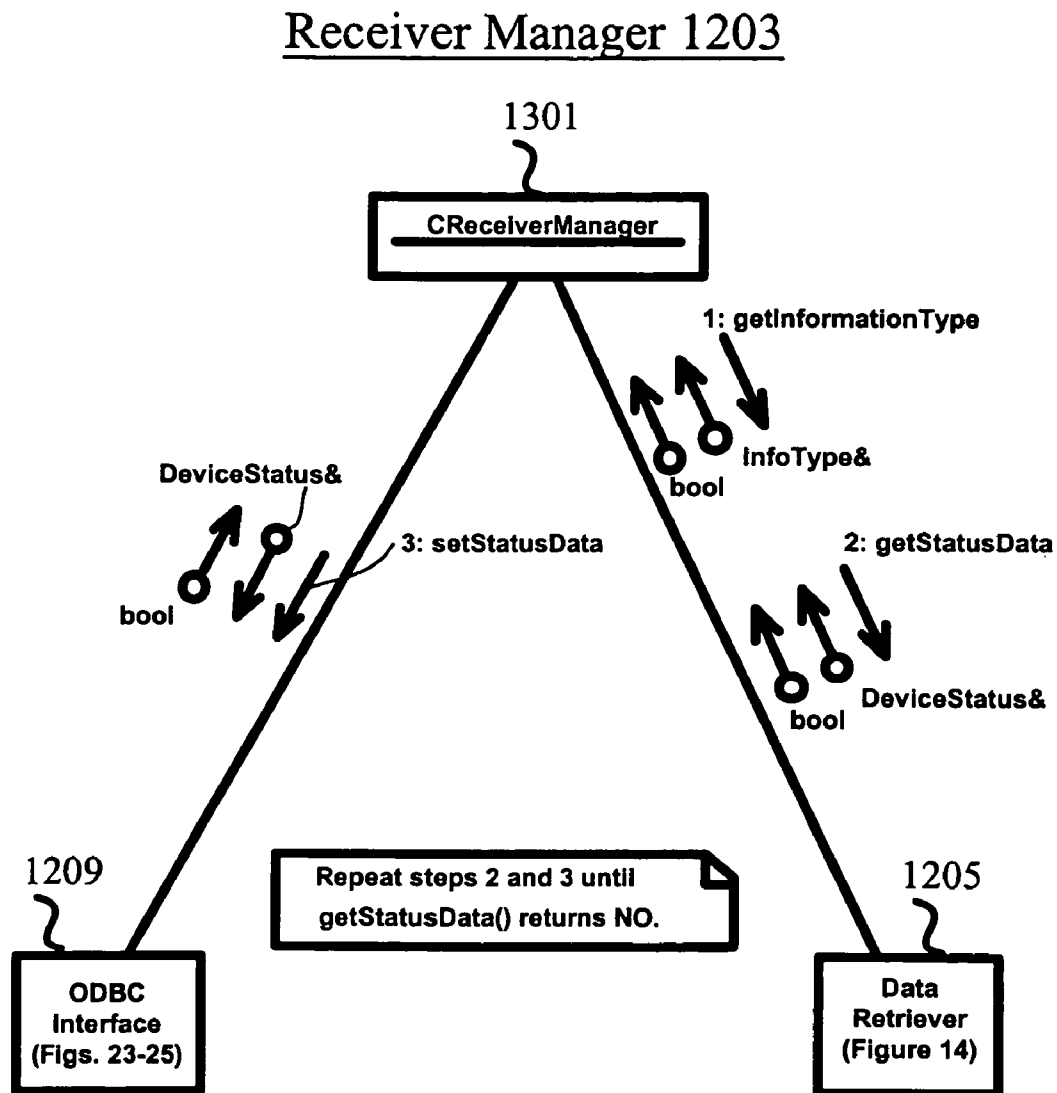 Receiver Manager 1203
1301
CReceiverManager
1: getInformationType
InfoType&
bool
DeviceStatus&
3: setStatusData
bool
2: getStatusData
DeviceStatus&
bool
1209
Repeat steps 2 and 3 until
getStatusData() returns NO.
1205
ODBC
Interface
(Figs. 23-25)
Data
Retriever
(Figure 14)